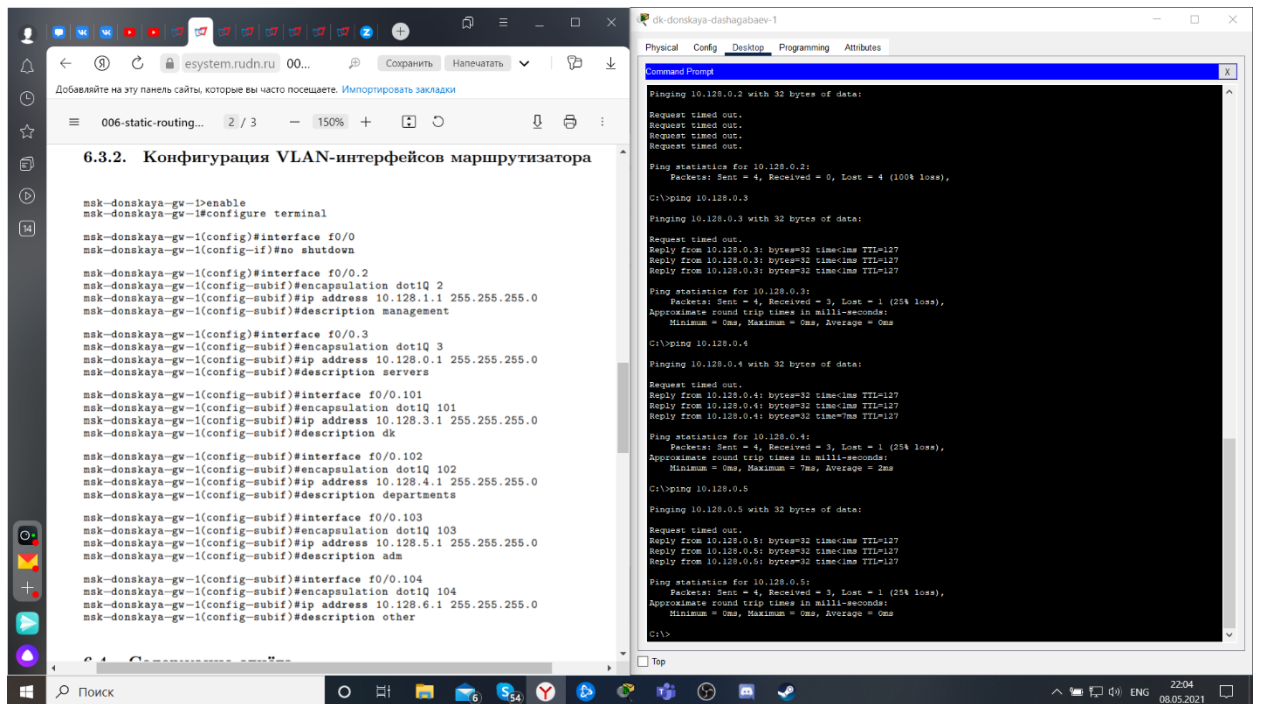 esystem.rudn.ru 00...
Сохранить
Напечатать
Добавляйте на эту панель сайты, которые вы часто посещаете. Импортировать закладки
006-static-routing... 2 / 3 — 150% +
6.3.2. Конфигурация VLAN-интерфейсов маршрутизатора
msk-donskaya-gw-1>enable
msk-donskaya-gw-1#configure terminal
msk-donskaya-gw-1(config)#interface f0/0
msk-donskaya-gw-1(config-if)#no shutdown
msk-donskaya-gw-1(config)#interface f0/0.2
msk-donskaya-gw-1(config-subif)#encapsulation dot1Q 2
msk-donskaya-gw-1(config-subif)#ip address 10.128.1.1 255.255.255.0
msk-donskaya-gw-1(config-subif)#description management
msk-donskaya-gw-1(config)#interface f0/0.3
msk-donskaya-gw-1(config-subif)#encapsulation dot1Q 3
msk-donskaya-gw-1(config-subif)#ip address 10.128.0.1 255.255.255.0
msk-donskaya-gw-1(config-subif)#description servers
msk-donskaya-gw-1(config-subif)#interface f0/0.101
msk-donskaya-gw-1(config-subif)#encapsulation dot1Q 101
msk-donskaya-gw-1(config-subif)#ip address 10.128.3.1 255.255.255.0
msk-donskaya-gw-1(config-subif)#description dk
msk-donskaya-gw-1(config-subif)#interface f0/0.102
msk-donskaya-gw-1(config-subif)#encapsulation dot1Q 102
msk-donskaya-gw-1(config-subif)#ip address 10.128.4.1 255.255.255.0
msk-donskaya-gw-1(config-subif)#description departments
msk-donskaya-gw-1(config-subif)#interface f0/0.103
msk-donskaya-gw-1(config-subif)#encapsulation dot1Q 103
msk-donskaya-gw-1(config-subif)#ip address 10.128.5.1 255.255.255.0
msk-donskaya-gw-1(config-subif)#description adm
msk-donskaya-gw-1(config-subif)#interface f0/0.104
msk-donskaya-gw-1(config-subif)#encapsulation dot1Q 104
msk-donskaya-gw-1(config-subif)#ip address 10.128.6.1 255.255.255.0
msk-donskaya-gw-1(config-subif)#description other
14
dk-donskaya-dashagabaev-1
Physical Config Desktop Programming Attributes
Command Prompt
X
Pinging 10.128.0.2 with 32 bytes of data:
Request timed out.
Request timed out.
Request timed out.
Request timed out.
Ping statistics for 10.128.0.2:
Packets: Sent = 4, Received = 0, Lost = 4 (100% loss),
C:\>ping 10.128.0.3
Pinging 10.128.0.3 with 32 bytes of data:
Request timed out.
Reply from 10.128.0.3: bytes=32 time<1ms TTL=127
Reply from 10.128.0.3: bytes=32 time<1ms TTL=127
Reply from 10.128.0.3: bytes=32 time<1ms TTL=127
Ping statistics for 10.128.0.3:
Packets: Sent = 4, Received = 3, Lost = 1 (25% loss),
Approximate round trip times in milli-seconds:
Minimum = 0ms, Maximum = 0ms, Average = 0ms
C:\>ping 10.128.0.4
Pinging 10.128.0.4 with 32 bytes of data:
Request timed out.
Reply from 10.128.0.4: bytes=32 time<1ms TTL=127
Reply from 10.128.0.4: bytes=32 time<1ms TTL=127
Reply from 10.128.0.4: bytes=32 time=7ms TTL=127
Ping statistics for 10.128.0.4:
Packets: Sent = 4, Received = 3, Lost = 1 (25% loss),
Approximate round trip times in milli-seconds:
Minimum = 0ms, Maximum = 7ms, Average = 2ms
C:\>ping 10.128.0.5
Pinging 10.128.0.5 with 32 bytes of data:
Request timed out.
Reply from 10.128.0.5: bytes=32 time<1ms TTL=127
Reply from 10.128.0.5: bytes=32 time<1ms TTL=127
Reply from 10.128.0.5: bytes=32 time<1ms TTL=127
Ping statistics for 10.128.0.5:
Packets: Sent = 4, Received = 3, Lost = 1 (25% loss),
Approximate round trip times in milli-seconds:
Minimum = 0ms, Maximum = 0ms, Average = 0ms
C:\>
Top
Поиск
6
54
ENG
22:04
08.05.2021